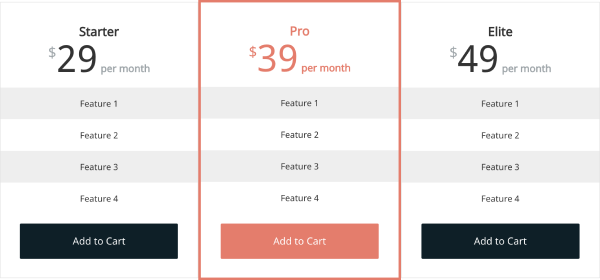 Starter
$29 per month
Feature 1
Feature 2
Feature 3
Feature 4
Add to Cart
Pro
$39 per month
Feature 1
Feature 2
Feature 3
Feature 4
Add to Cart
Elite
$49 per month
Feature 1
Feature 2
Feature 3
Feature 4
Add to Cart